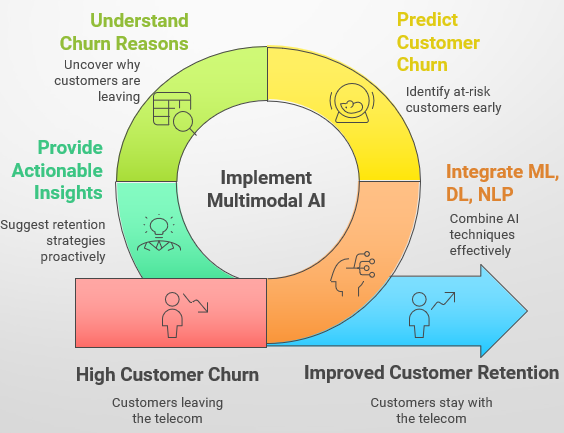 Understand
Churn Reasons
Uncover why
customers are
leaving
Predict
Customer
Churn
Identify at-risk
customers early
Provide
Actionable
Insights
Suggest retention
strategies
proactively
Implement
Multimodal AI
Integrate ML,
DL, NLP
Combine AI
techniques
effectively
High Customer Churn
Customers leaving
the telecom
Improved Customer Retention
Customers stay with
the telecom